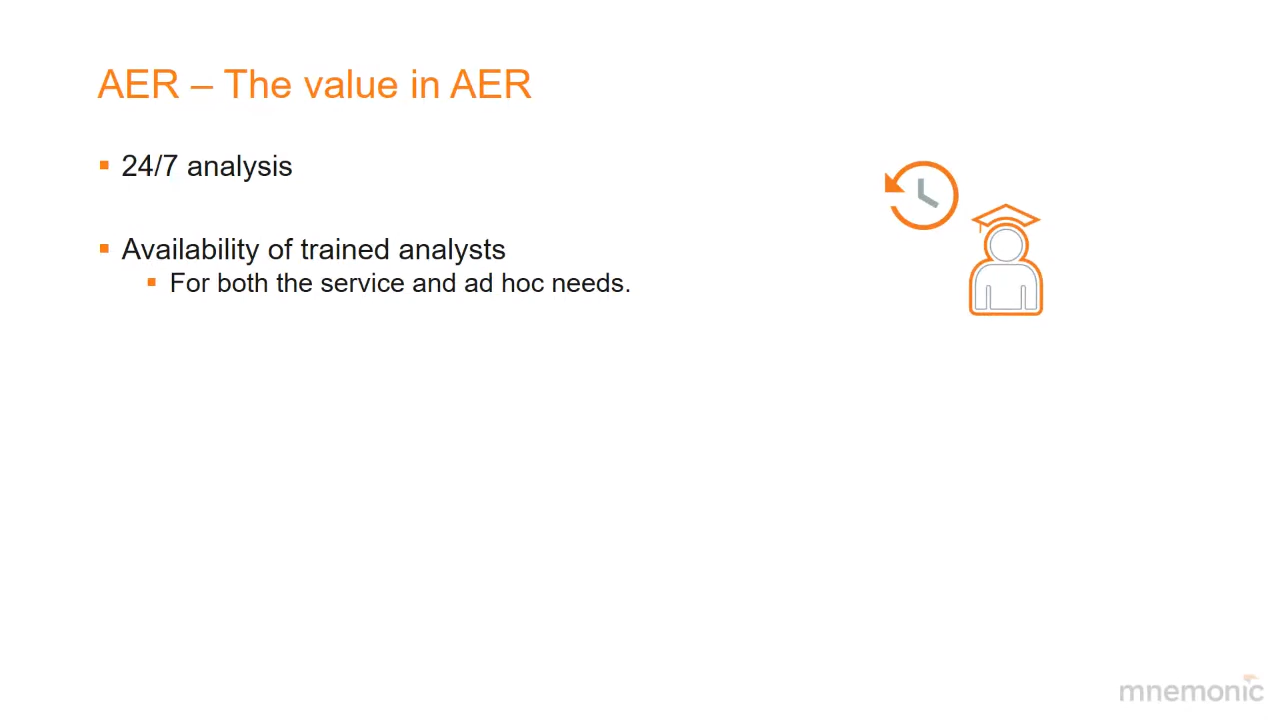 AER – The value in AER
24/7 analysis
Availability of trained analysts
For both the service and ad hoc needs.
mnemonic